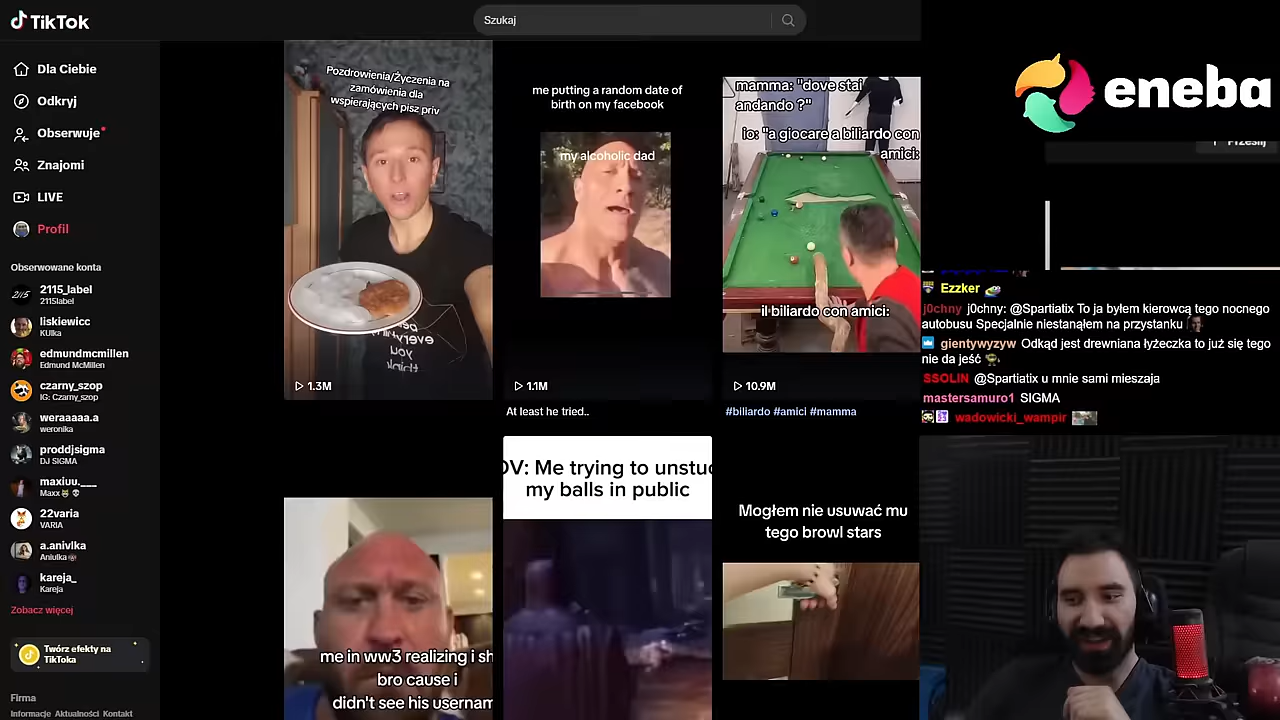 TikTok
Szukaj
Dla Ciebie
Odkryj
Obserwuje
Znajomi
LIVE
Profil
Obserwowane konta
2115_label
2115label
liskiewicc
KUlka
edmundmcmillen
Edmund McMillen
czarny_szop
IG: Czarny_szop
weraaaaa.a
weronika
proddjsigma
DJ SIGMA
maxiuu.___
Maxx
22varia
VARIA
a.anivlka
Aniulka
kareja_
Kareja
Zobacz więcej
Twórz efekty na
TikToka
Firma
Informacje Aktualności Kontakt
Pozdrowienia/Życzenia na
zamówienia dla
wspierających pisz priv
everything
you
think
1.3M
me putting a random date of
birth on my facebook
my alcoholic dad
1.1M
At least he tried..
mamma: "dove stai
andando ?"
io: "a giocare a biliardo con
amici:
il biliardo con amici:
10.9M
#biliardo #amici #mamma
me in ww3 realizing i sh
bro cause i
didn't see his usernam
OV: Me trying to unstuc
my balls in public
Mogłem nie usuwać mu
tego browl stars
eneba
Prześlij
Ezzker
j0chny j0chny: @Spartiatix To ja byłem kierowcą tego nocnego
autobusu Specjalnie niestanąłem na przystanku
gientywyzyw Odkąd jest drewniana łyżeczka to już się tego
nie da jeść
SSOLIN @Spartiatix u mnie sami mieszaja
mastersamuro1 SIGMA
wadowicki_wampir